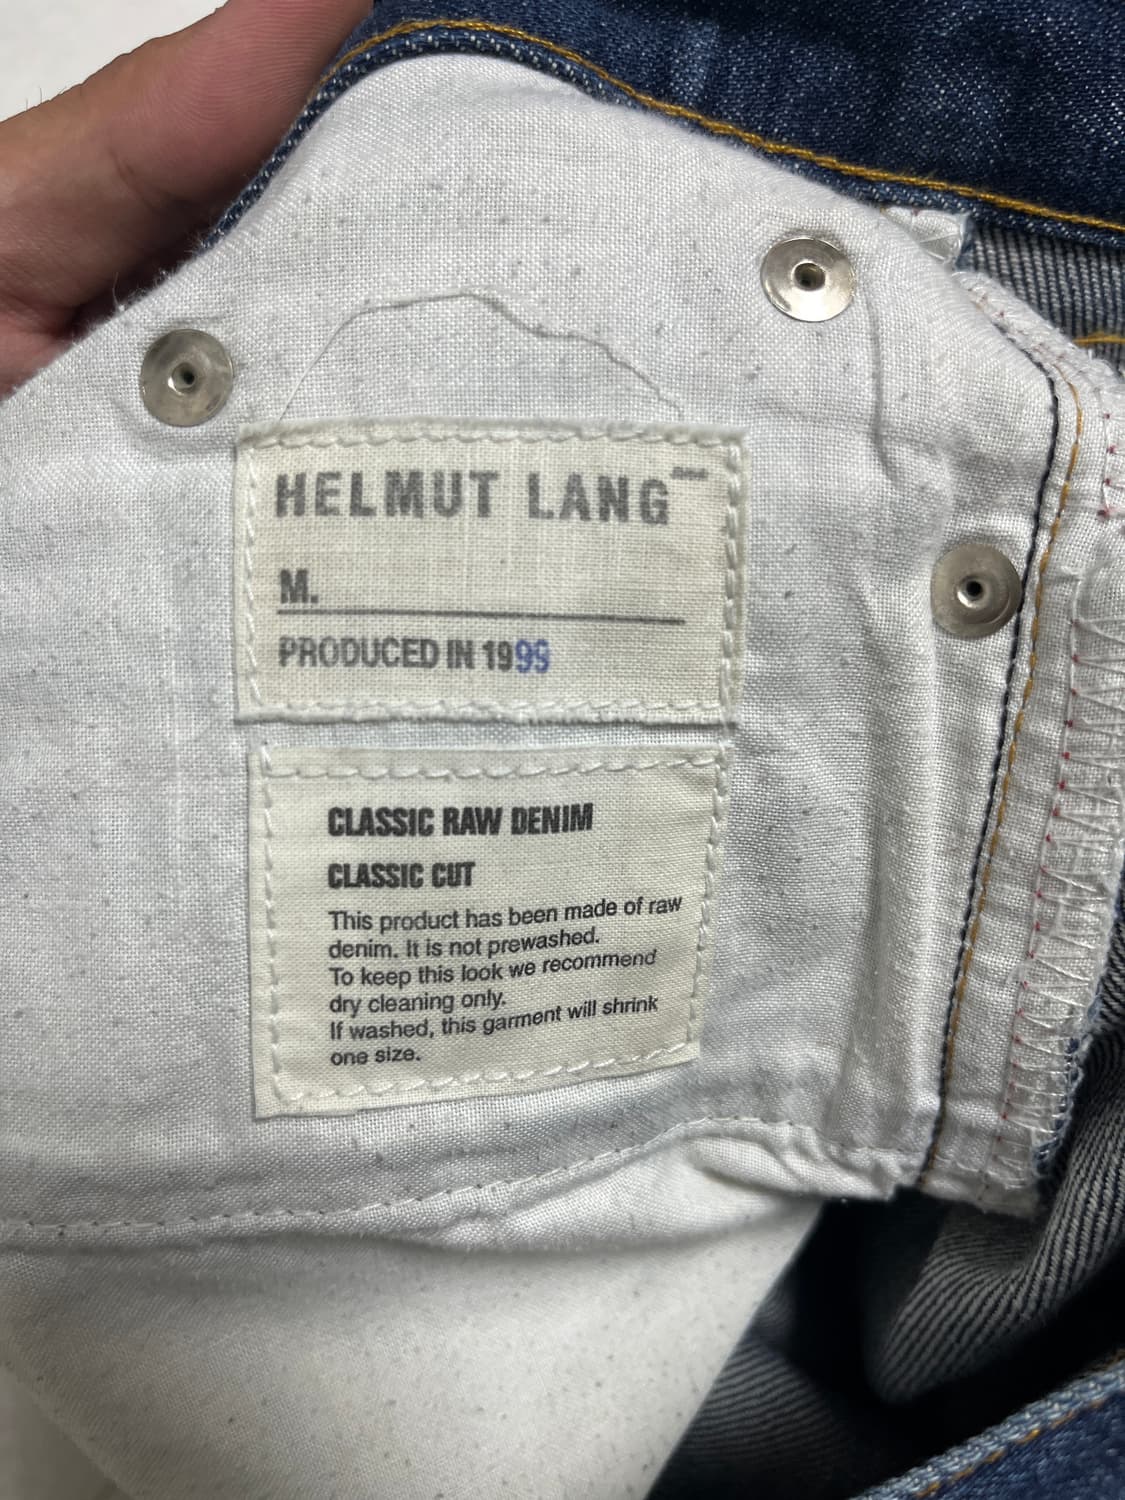 HELMUT LANG
M.
PRODUCED IN 1999
CLASSIC RAW DENIM
CLASSIC CUT
This product has been made of raw
denim. It is not prewashed.
To keep this look we recommend
dry cleaning only.
If washed, this garment will shrink
one size.